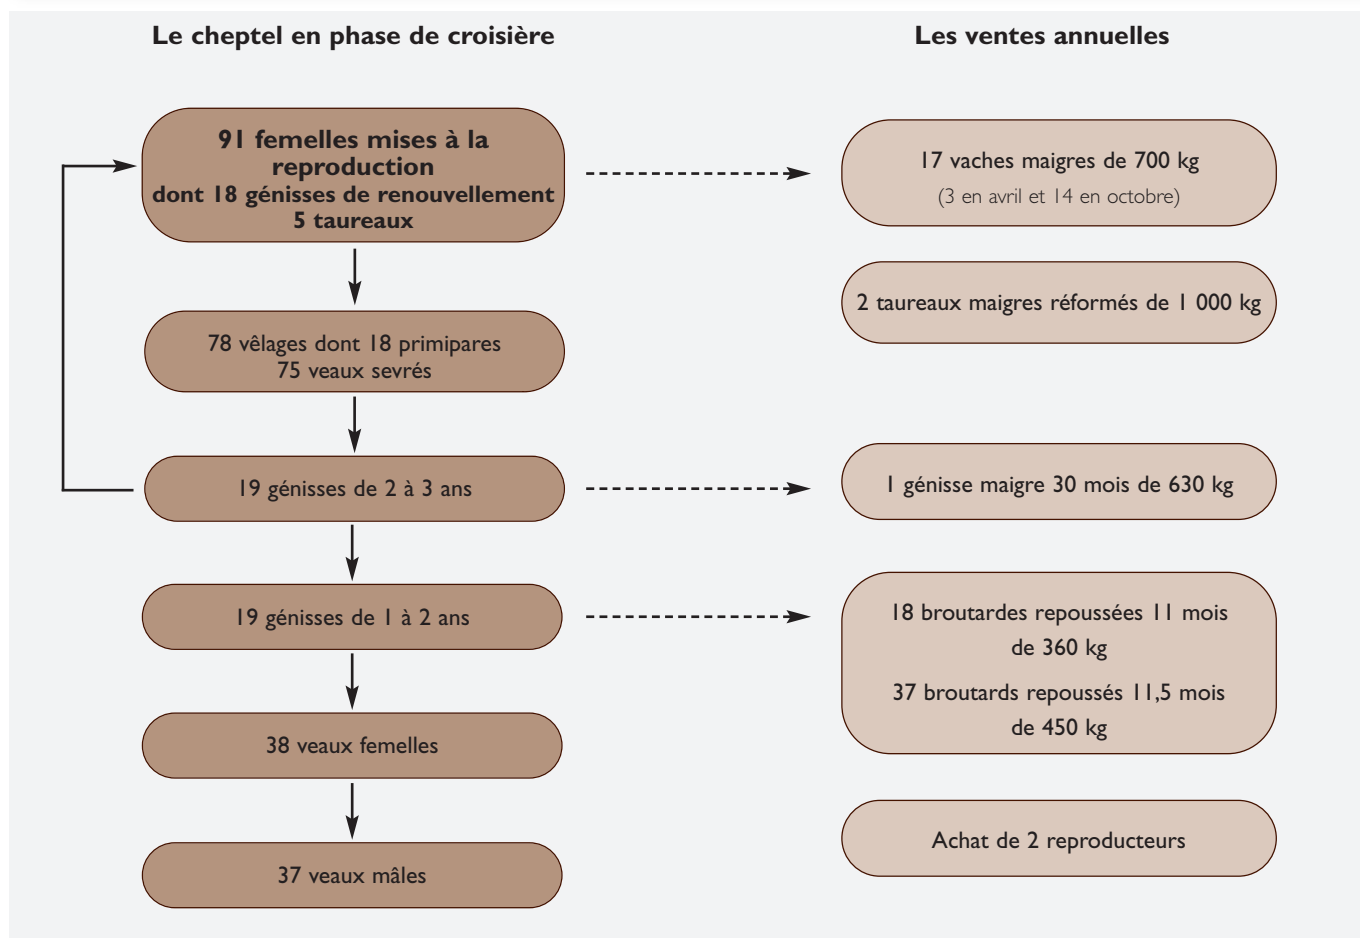 Le cheptel en phase de croisière
Les ventes annuelles
91 femelles mises à la
reproduction
dont 18 génisses de renouvellement
5 taureaux
17 vaches maigres de 700 kg
(3 en avril et 14 en octobre)
2 taureaux maigres réformés de 1 000 kg
78 vêlages dont 18 primipares
75 veaux sevrés
19 génisses de 2 à 3 ans
1 génisse maigre 30 mois de 630 kg
19 génisses de 1 à 2 ans
18 broutardes repoussées 11 mois
de 360 kg
37 broutards repoussés 11,5 mois
de 450 kg
38 veaux femelles
Achat de 2 reproducteurs
37 veaux mâles